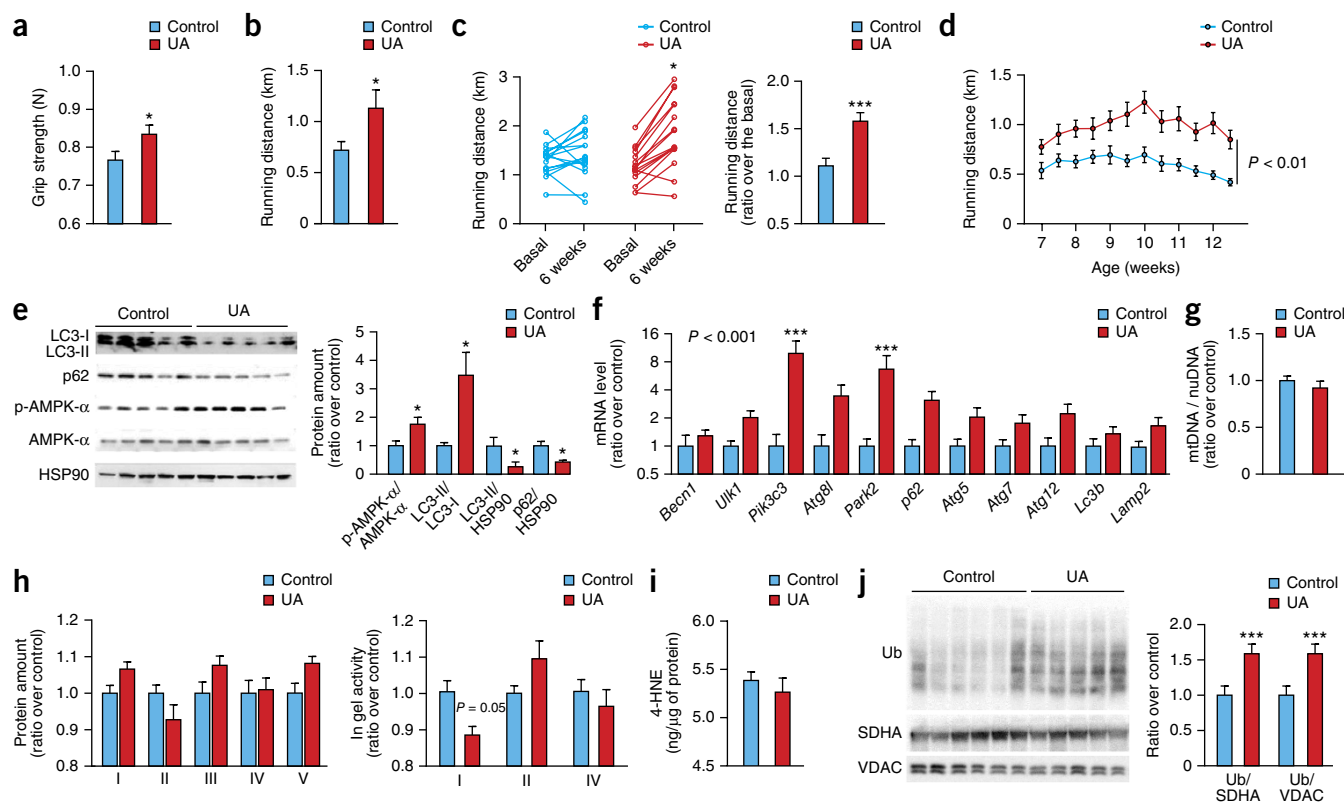 a
Control
UA
Grip strength (N)
1.0
0.9
0.8
0.7
0.6
*
b
Control
UA
Running distance (km)
1.5
1.0
0.5
0
*
c
Control
UA
Running distance (km)
3
2
1
0
*
Basal
6 weeks
Basal
6 weeks
Control
UA
Running distance
(ratio over the basal)
2.0
1.5
1.0
0.5
***
d
Control
UA
Running distance
(km)
1.5
1.0
0.5
0
P < 0.01
7 8 9 10 11 12
Age (weeks)
e
Control UA
LC3-I
LC3-II
p62
p-AMPK-α
AMPK-α
HSP90
Control
UA
Protein amount
(ratio over control)
5
4
3
2
1
0
* * * *
p-AMPK-α/
AMPK-α
LC3-II/
LC3-I
LC3-II/
HSP90
p62/
HSP90
f
Control
UA
mRNA level
(ratio over control)
16
8
4
2
1
0.5
P < 0.001
*** ***
Becn1 Ulk1 Pik3c3 Atg8l Park2 p62 Atg5 Atg7 Atg12 Lc3b Lamp2
g
Control
UA
mtDNA / nuDNA
(ratio over control)
1.5
1.0
0.5
0
h
Control
UA
Protein amount
(ratio over control)
1.2
1.1
1.0
0.9
0.8
I II III IV V
Control
UA
In gel activity
(ratio over control)
1.2
1.1
1.0
0.9
0.8
P = 0.05
I II IV
i
Control
UA
4-HNE
(ng/µg of protein)
6.0
5.5
5.0
4.5
j
Control UA
Ub
SDHA
VDAC
Control
UA
Ratio over control
2.0
1.5
1.0
0.5
0
*** ***
Ub/
SDHA
Ub/
VDAC